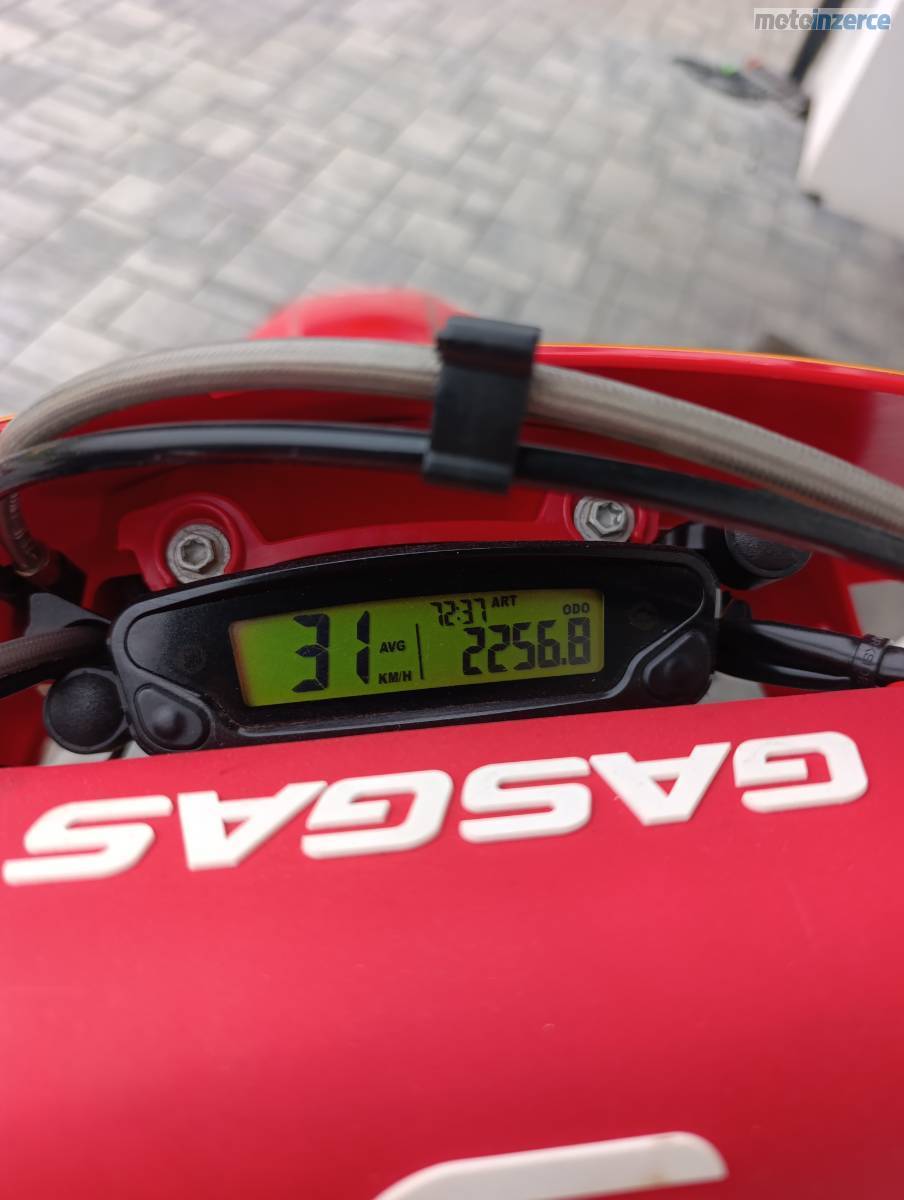 motoinzerce
72:37 ART ODO
31 AVG KM/H 2256.8
GASGAS